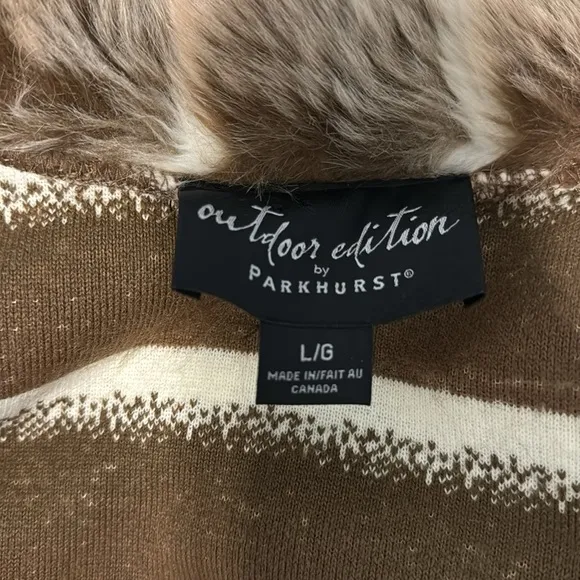 outdoor edition
by
PARKHURST®
L/G
MADE IN/FAIT AU
CANADA